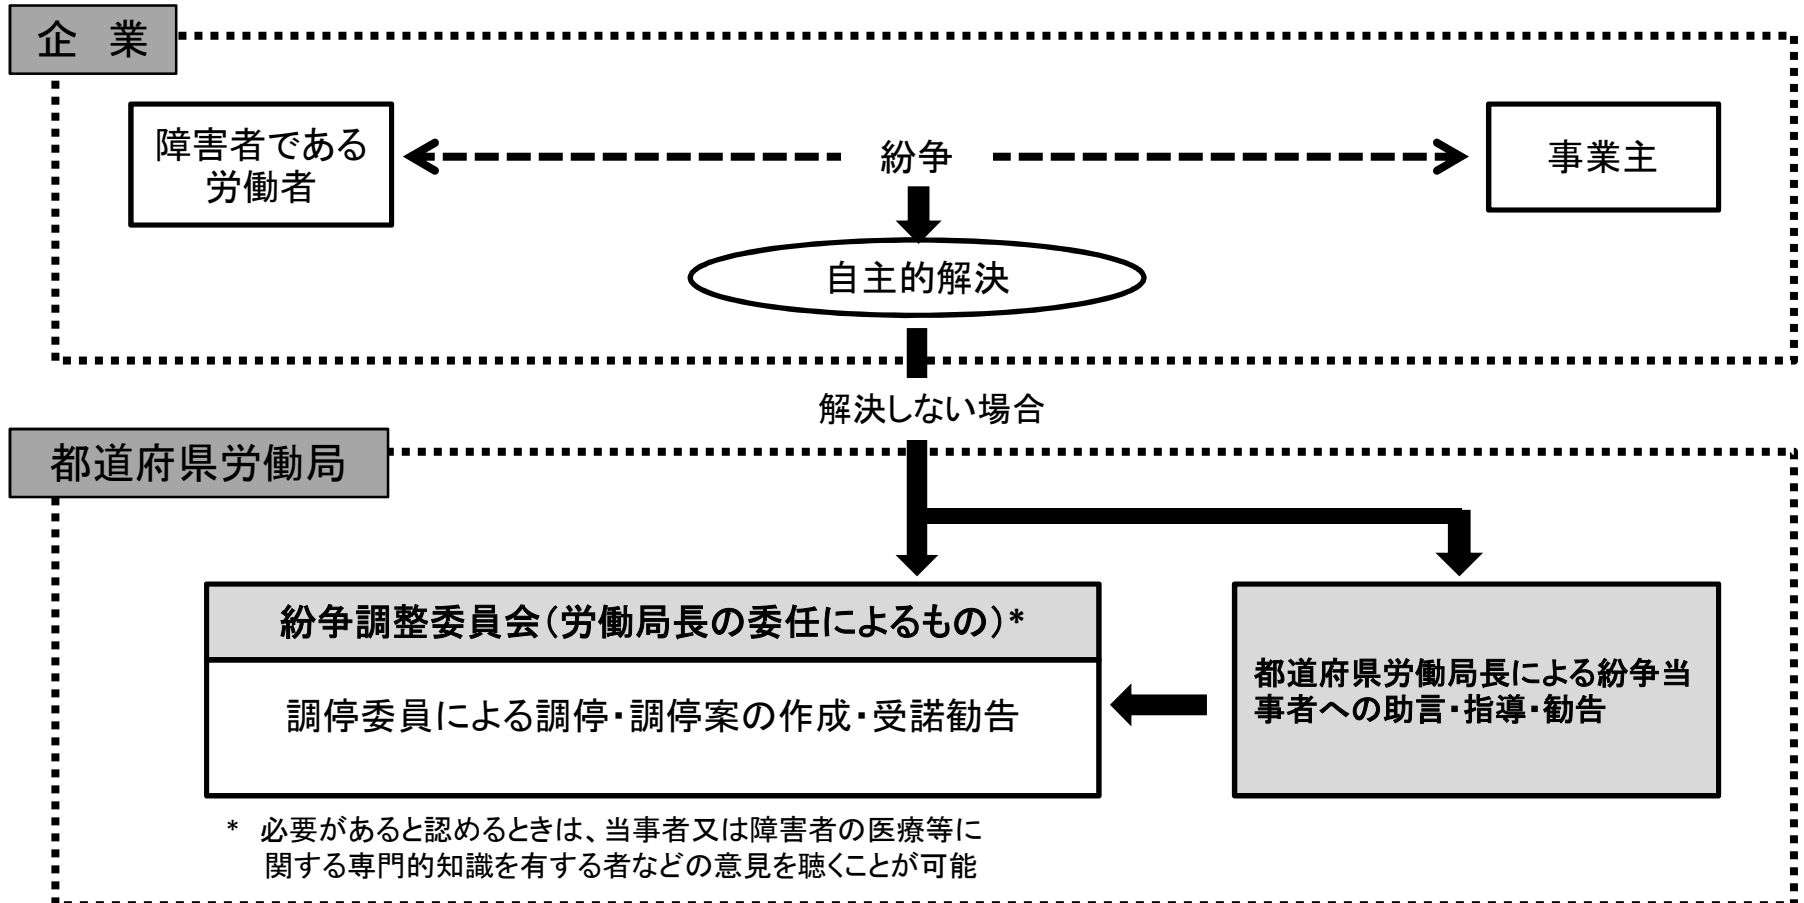 企　業
障害者である
労働者
紛争
事業主
自主的解決
解決しない場合
都道府県労働局
紛争調整委員会（労働局長の委任によるもの）*
調停委員による調停・調停案の作成・受諾勧告
都道府県労働局長による紛争当
事者への助言・指導・勧告
* 必要があると認めるときは、当事者又は障害者の医療等に
関する専門的知識を有する者などの意見を聴くことが可能